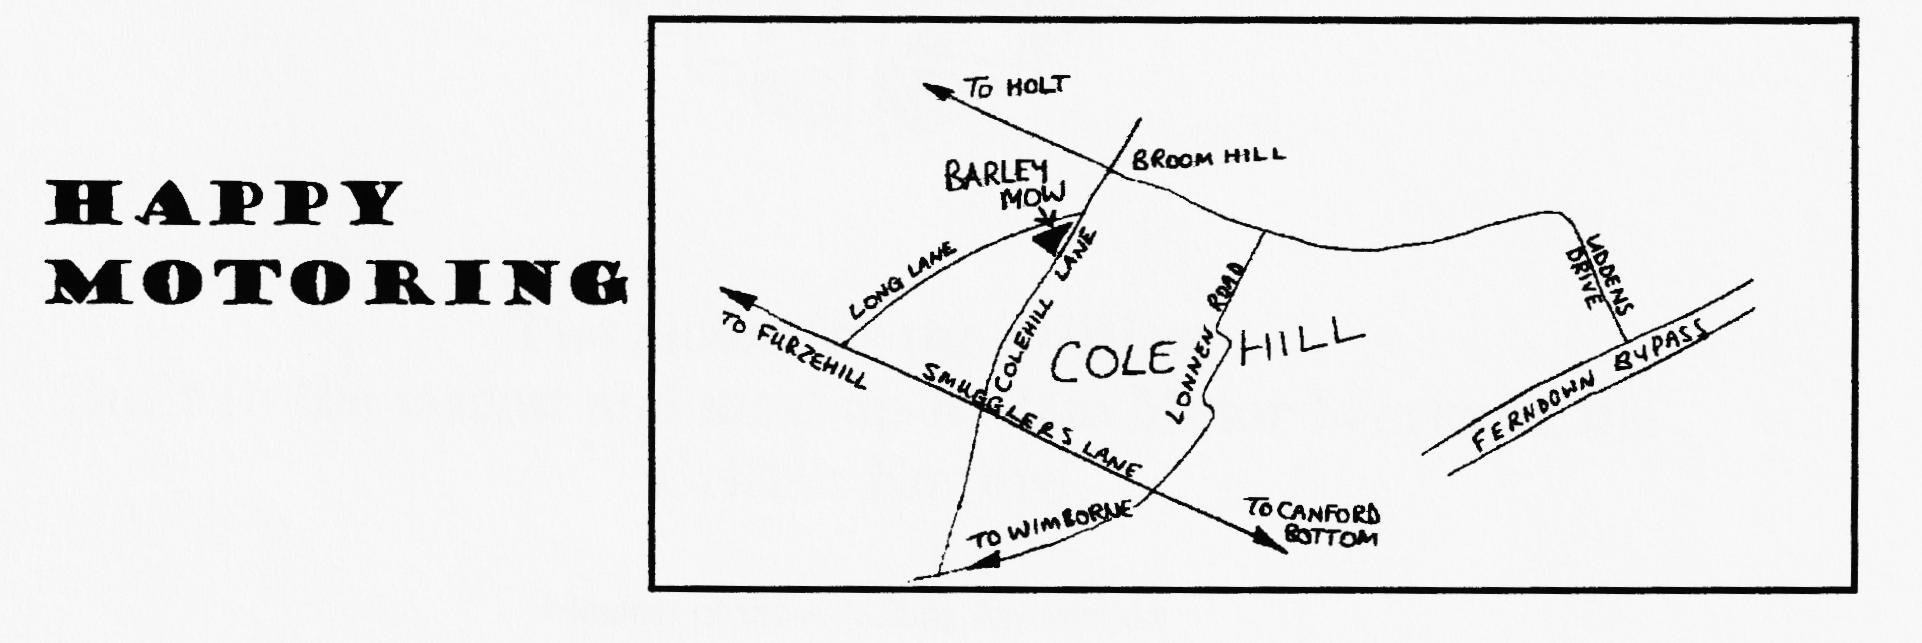 HAPPY
MOTORING
TO HOLT
BROOM HILL
BARLEY
MOW
LONG LANE
COLEHILL LANE
LONNEN ROAD
UDDENS
DRIVE
TO FURZEHILL
SMUGGLERS LANE
COLE HILL
FERNDOWN BYPASS
TO WIMBORNE
TO CANFORD
BOTTOM